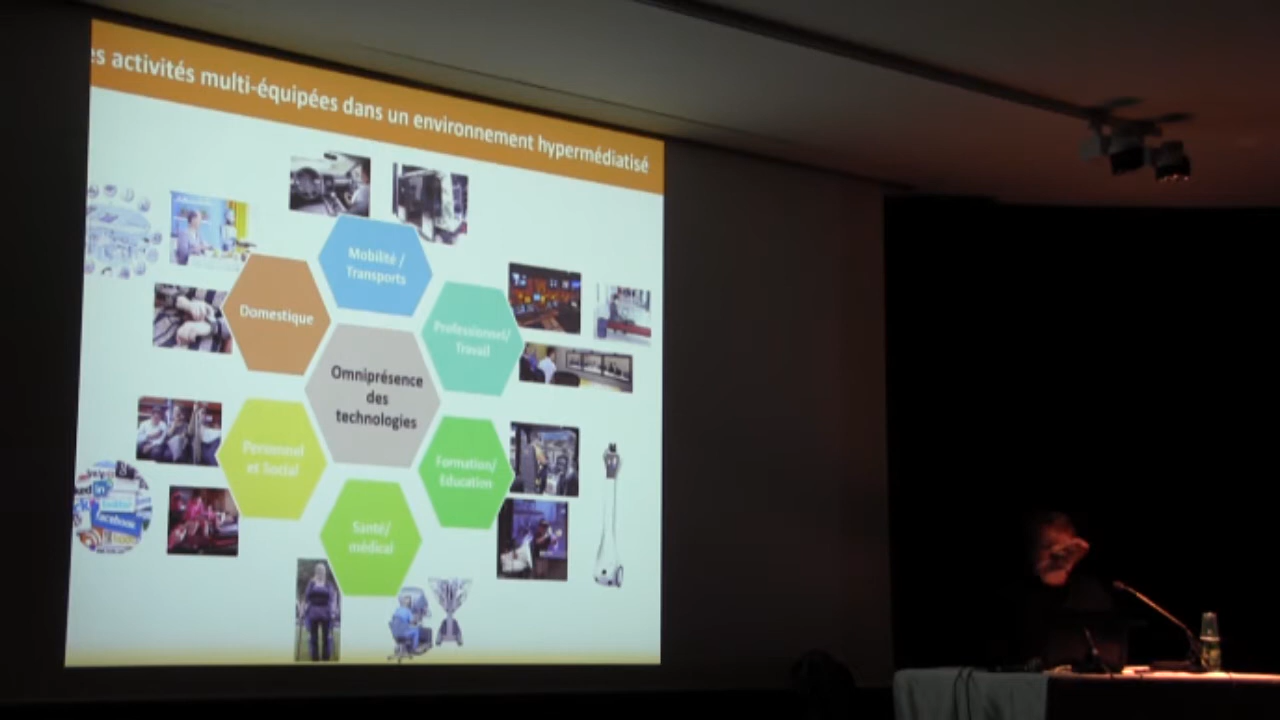 es activités multi-équipées dans un environnement hypermédiatisé
Mobilité /
Transports
Domestique
Professionnel/
Travail
Omniprésence
des
technologies
Personnel
et Social
Formation/
Education
Santé/
médical
facebook